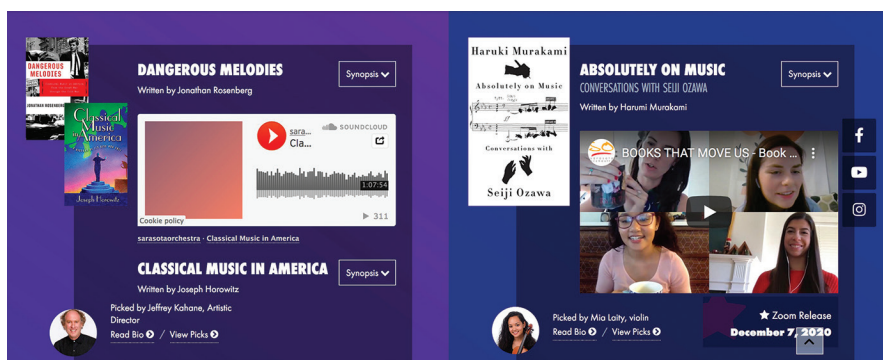 DANGEROUS
MELODIES
JONATHAN ROSENBERG
Classical
Music
in
America
Joseph Horowitz
DANGEROUS MELODIES
Synopsis
Written by Jonathan Rosenberg
sara...
Cla...
SOUNDCLOUD
1:07:54
311
Cookie policy
sarasotaorchestra · Classical Music in America
CLASSICAL MUSIC IN AMERICA
Synopsis
Written by Joseph Horowitz
Picked by Jeffrey Kahane, Artistic
Director
Read Bio / View Picks
Haruki Murakami
Absolutely on Music
Conversations with
Seiji Ozawa
ABSOLUTELY ON MUSIC
Synopsis
CONVERSATIONS WITH SEIJI OZAWA
Written by Harumi Murakami
BOOKS THAT MOVE US - Book ...
Picked by Mia Laity, violin
Read Bio / View Picks
Zoom Release
December 7, 2020